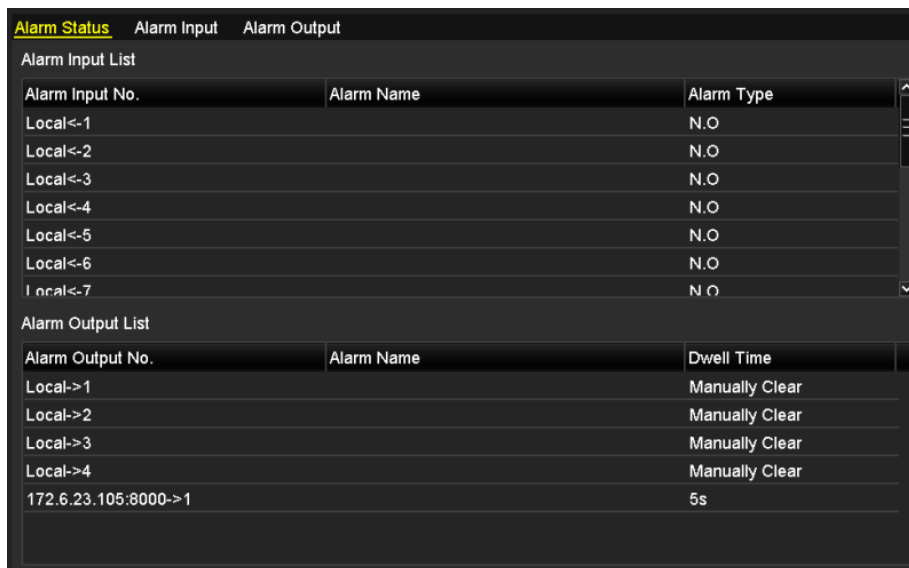 Alarm Status Alarm Input Alarm Output
Alarm Input List
Alarm Input No. Alarm Name Alarm Type
Local<-1 N.O
Local<-2 N.O
Local<-3 N.O
Local<-4 N.O
Local<-5 N.O
Local<-6 N.O
Local<-7 N.O
Alarm Output List
Alarm Output No. Alarm Name Dwell Time
Local->1 Manually Clear
Local->2 Manually Clear
Local->3 Manually Clear
Local->4 Manually Clear
172.6.23.105:8000->1 5s